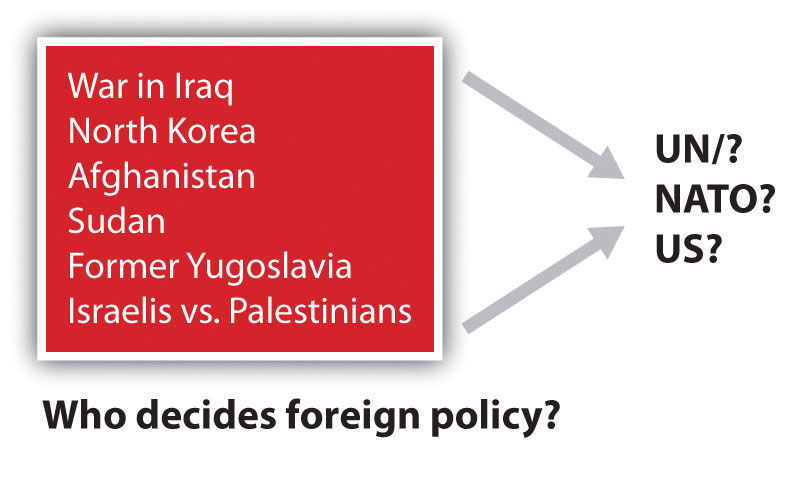 War in Iraq
North Korea
Afghanistan
Sudan
Former Yugoslavia
Israelis vs. Palestinians
UN/?
NATO?
US?
Who decides foreign policy?